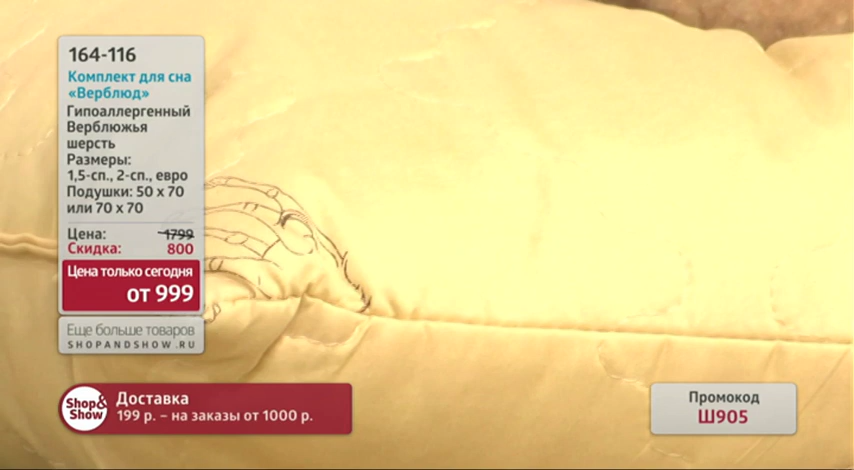 164-116
Комплект для сна
«Верблюд»
Гипоаллергенный
Верблюжья
шерсть
Размеры:
1,5-сп., 2-сп., евро
Подушки: 50 х 70
или 70 х 70
Цена: 1799
Скидка: 800
Цена только сегодня
от 999
Еще больше товаров
SHOPANDSHOW.RU
Shop&
Show
Доставка
199 р. – на заказы от 1000 р.
Промокод
Ш905